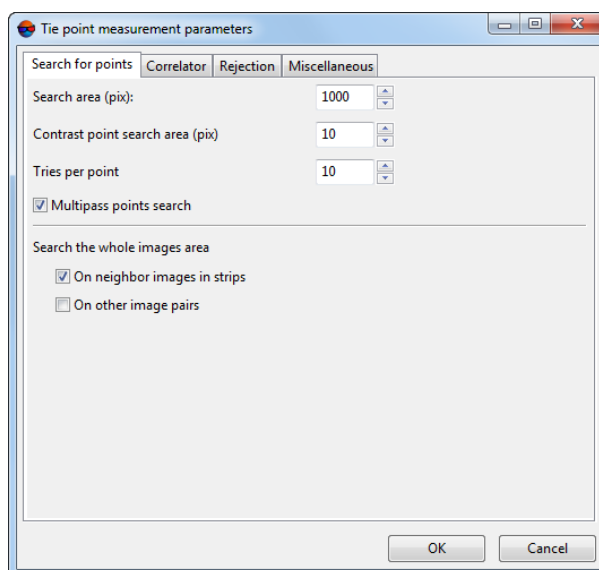 Tie point measurement parameters
Search for points Correlator Rejection Miscellaneous
Search area (pix): 1000
Contrast point search area (pix) 10
Tries per point 10
Multipass points search
Search the whole images area
On neighbor images in strips
On other image pairs
OK Cancel